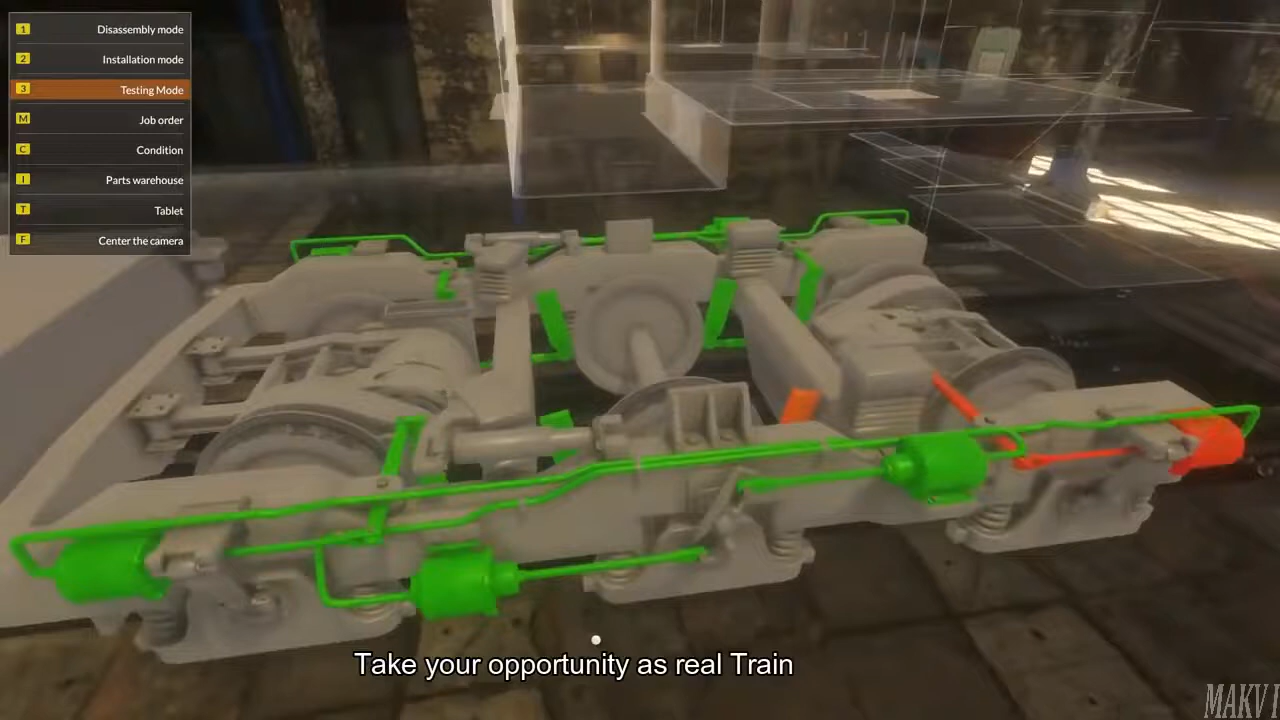 1 Disassembly mode
2 Installation mode
3 Testing Mode
M Job order
C Condition
I Parts warehouse
T Tablet
F Center the camera
Take your opportunity as real Train
MAKV I